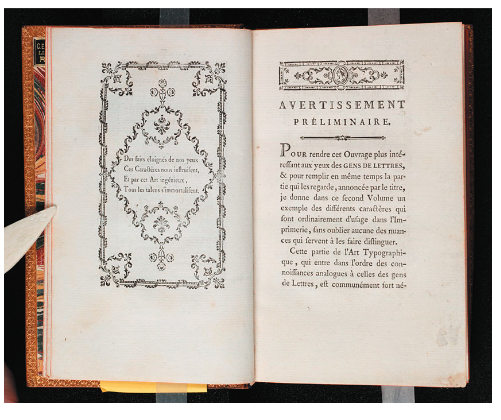 Des faits éloignés de nos yeux
Ces Caractères nous instruisent,
Et par cet Art ingénieux,
Tous les talens s'immortalisent.
AVERTISSEMENT
PRÉLIMINAIRE.
POUR rendre cet Ouvrage plus inté-
ressant aux yeux des GENS DE LETTRES,
& pour remplir en même temps la par-
tie qui les regarde, annoncée par le titre,
je donne dans ce second Volume un
exemple des différents caractères qui
sont ordinairement d'usage dans l'Im-
primerie, sans oublier aucune des nuan-
ces qui servent à les faire distinguer.
Cette partie de l'Art Typographi-
que, qui entre dans l'ordre des con-
noissances analogues à celles des gens
de Lettres, est communément fort né-